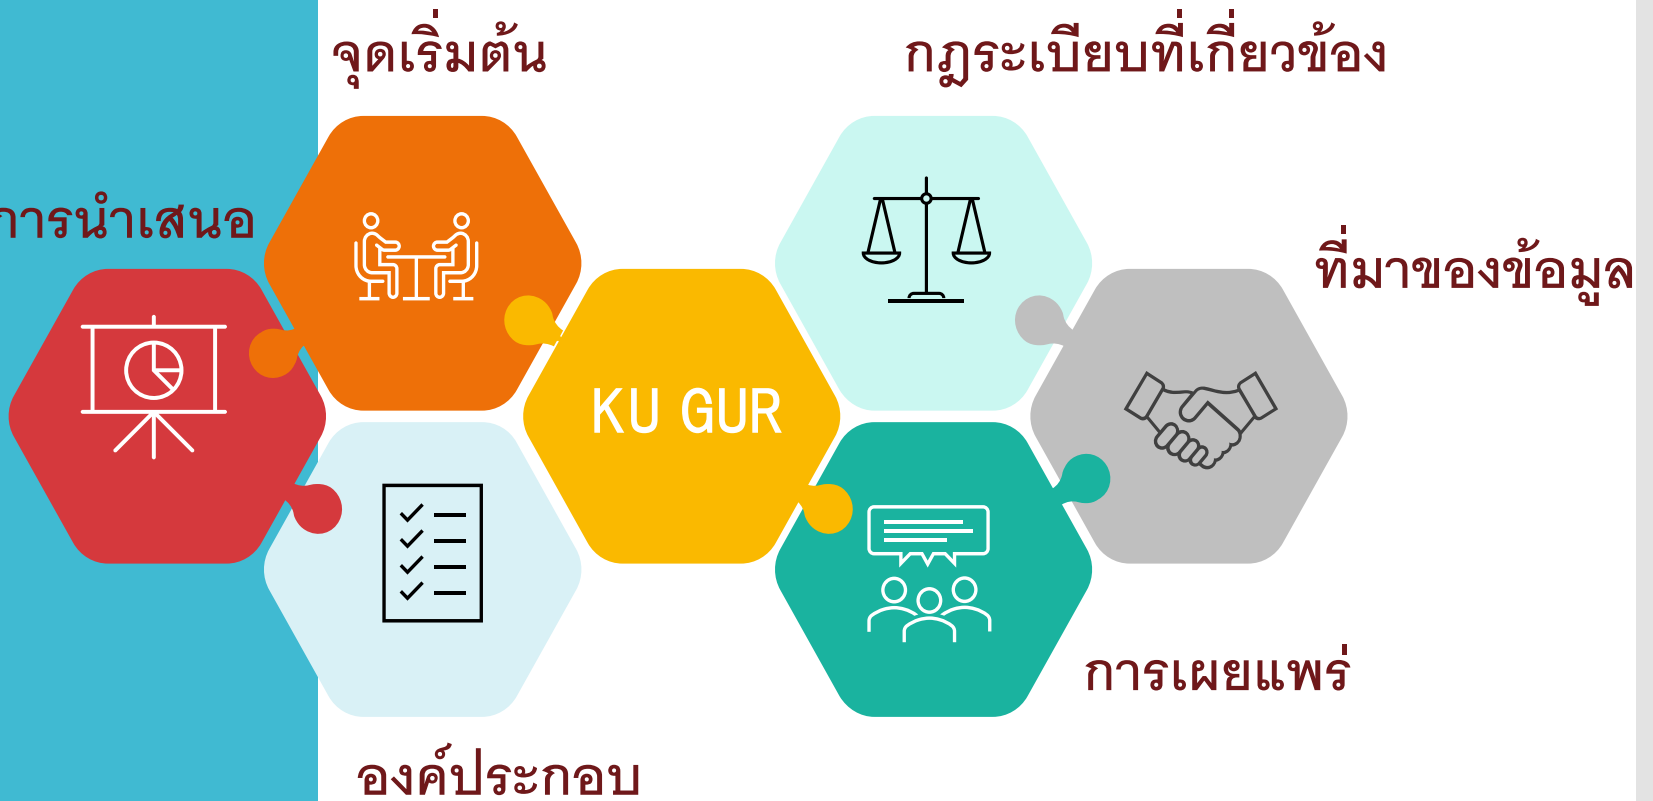 จุดเริ่มต้น
กฎระเบียบที่เกี่ยวข้อง
การนำเสนอ
ที่มาของข้อมูล
KU GUR
การเผยแพร่
องค์ประกอบ